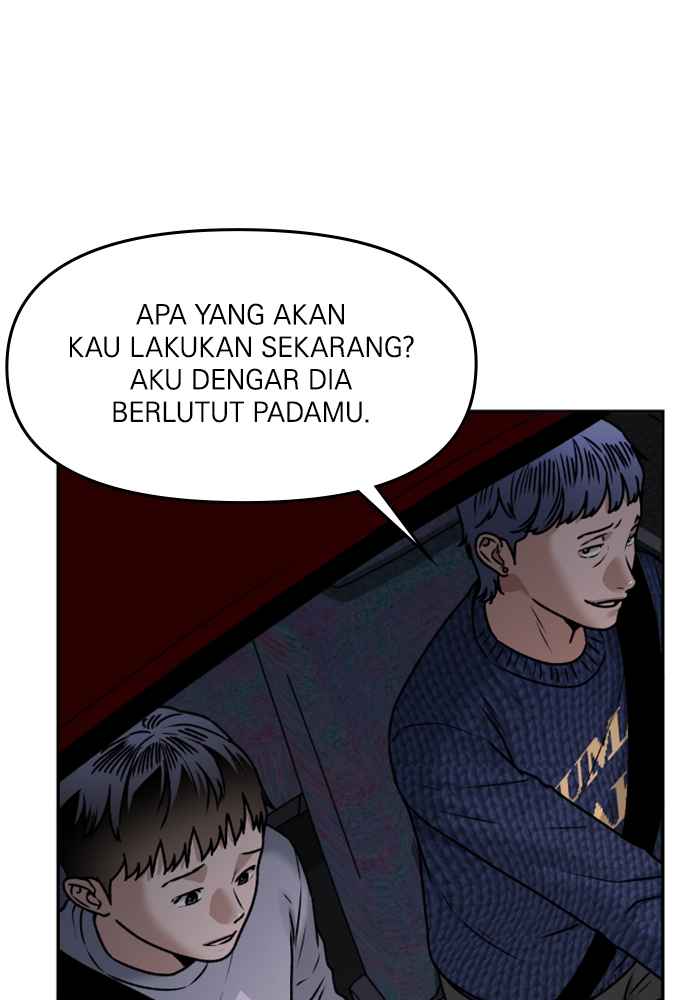 APA YANG AKAN
KAU LAKUKAN SEKARANG?
AKU DENGAR DIA
BERLUTUT PADAMU.